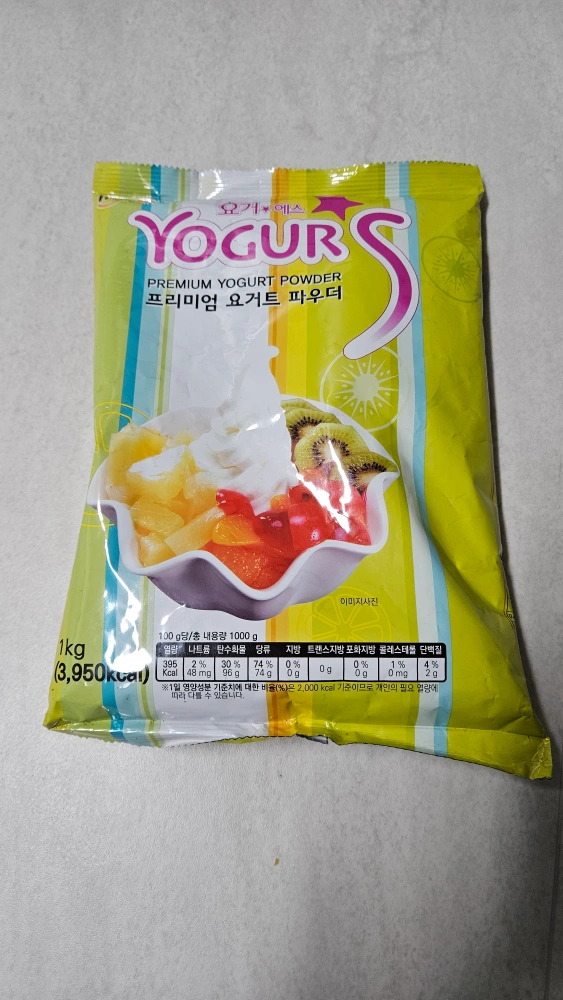 요거*에스
YOGUR S
PREMIUM YOGURT POWDER
프리미엄 요거트 파우더
이미지사진
1kg
(3,950kcal)
100 g당/총 내용량 1000 g
열량* 나트륨 탄수화물 당류 지방 트랜스지방 포화지방 콜레스테롤 단백질
395 2 % 30 % 74 % 0 % 0 g 0 % 1 % 4 %
Kcal 48 mg 96 g 74 g 0 g 0 g 0 mg 2 g
※1일 영양성분 기준치에 대한 비율(%)은 2,000 kcal 기준이므로 개인의 필요 열량에
따라 다를 수 있습니다.